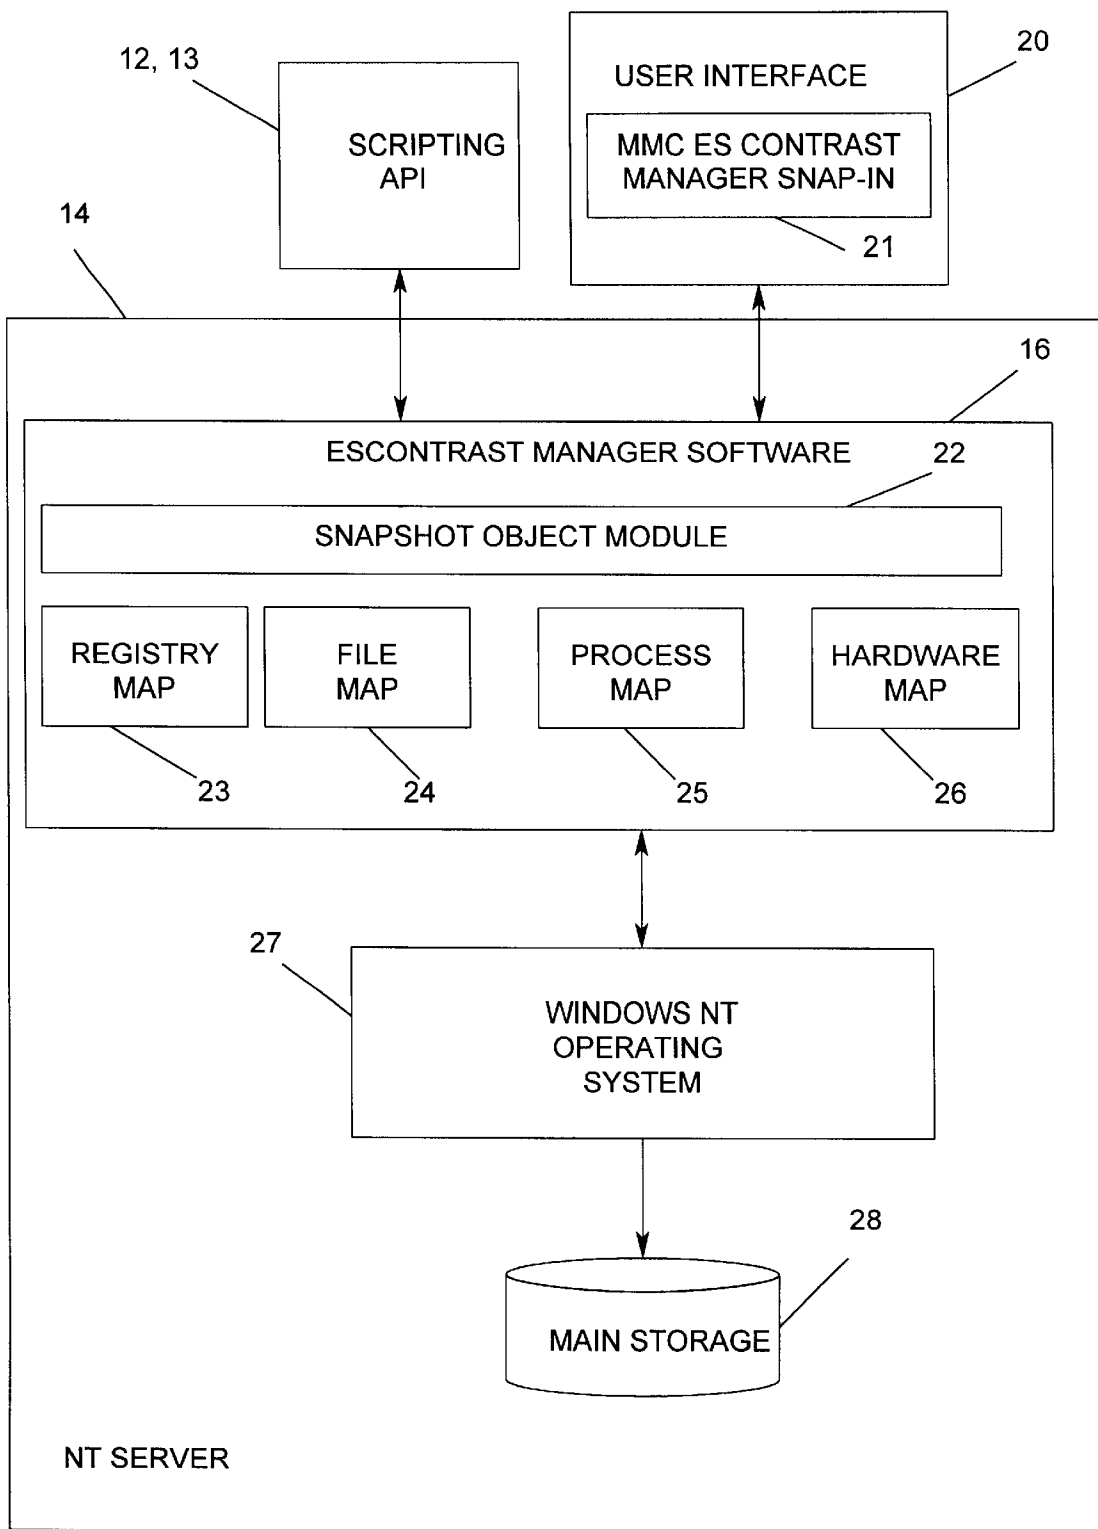 12, 13
20
USER INTERFACE
SCRIPTING
API
MMC ES CONTRAST
MANAGER SNAP-IN
21
14
16
ESCONTRAST MANAGER SOFTWARE
22
SNAPSHOT OBJECT MODULE
REGISTRY
MAP
FILE
MAP
PROCESS
MAP
HARDWARE
MAP
23
24
25
26
27
WINDOWS NT
OPERATING
SYSTEM
28
MAIN STORAGE
NT SERVER